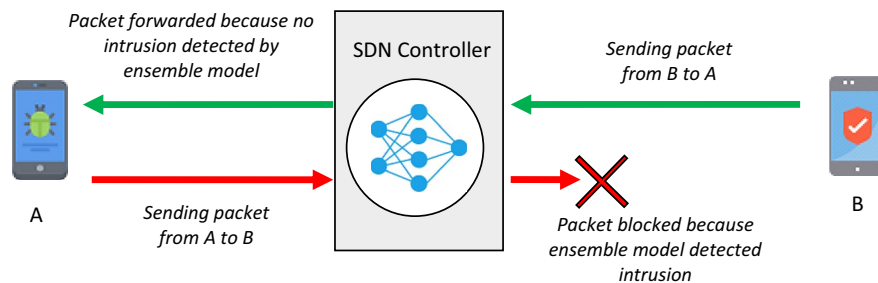 Packet forwarded because no
intrusion detected by
ensemble model
SDN Controller
Sending packet
from B to A
A
Sending packet
from A to B
B
Packet blocked because
ensemble model detected
intrusion